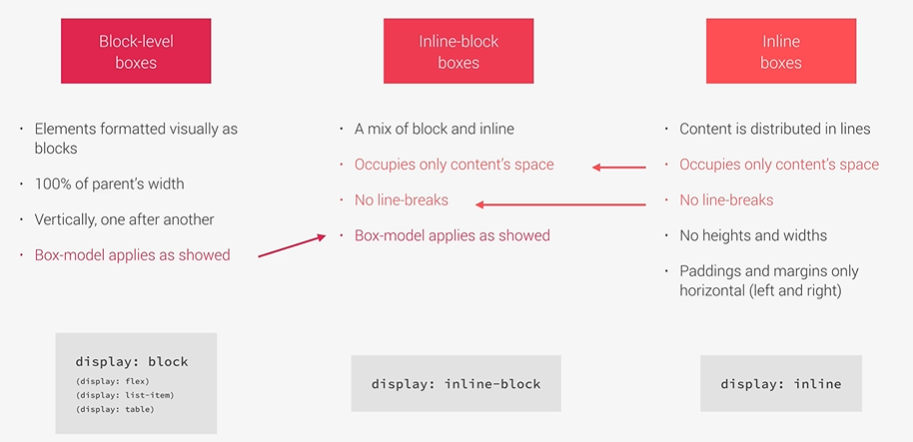 Block-level
boxes
Elements formatted visually as
blocks
100% of parent's width
Vertically, one after another
Box-model applies as showed
display: block
(display: flex)
(display: list-item)
(display: table)
Inline-block
boxes
A mix of block and inline
Occupies only content's space
No line-breaks
Box-model applies as showed
display: inline-block
Inline
boxes
Content is distributed in lines
Occupies only content's space
No line-breaks
No heights and widths
Paddings and margins only
horizontal (left and right)
display: inline